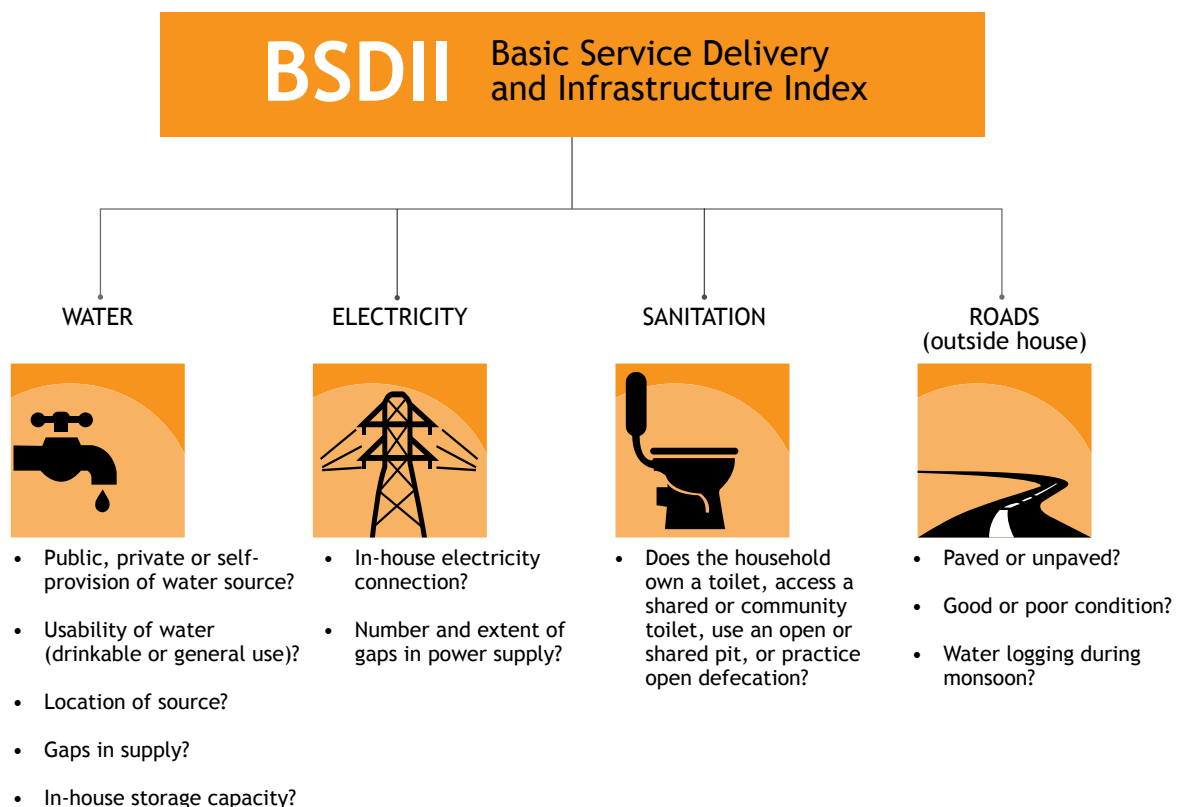 BSDII
Basic Service Delivery
and Infrastructure Index
WATER
• Public, private or self-
provision of water source?
• Usability of water
(drinkable or general use)?
• Location of source?
• Gaps in supply?
• In-house storage capacity?
ELECTRICITY
• In-house electricity
connection?
• Number and extent of
gaps in power supply?
SANITATION
• Does the household
own a toilet, access a
shared or community
toilet, use an open or
shared pit, or practice
open defecation?
ROADS
(outside house)
• Paved or unpaved?
• Good or poor condition?
• Water logging during
monsoon?